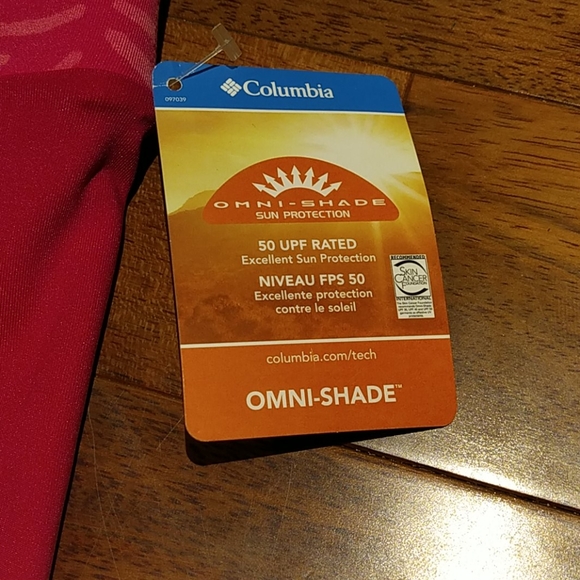 Columbia
097039
OMNI-SHADE
SUN PROTECTION
50 UPF RATED
Excellent Sun Protection
NIVEAU FPS 50
Excellente protection
contre le soleil
RECOMMENDED
SKIN
CANCER
FOUNDATION
INTERNATIONAL
columbia.com/tech
OMNI-SHADE™